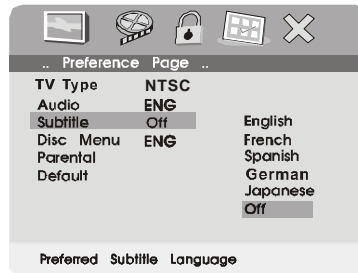 .. Preference Page ..
TV Type NTSC
Audio ENG
Subtitle Off
Disc Menu ENG
Parental
Default
English
French
Spanish
German
Japanese
Off
Preferred Subtitle Language